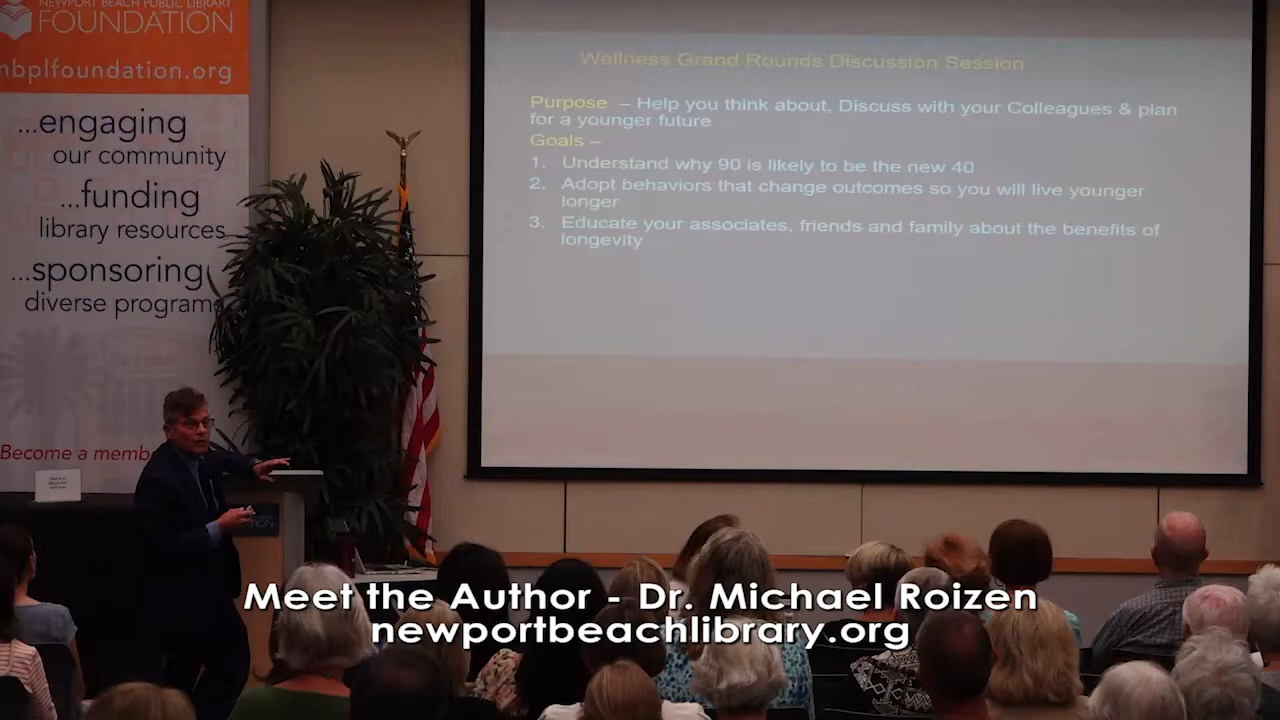 NEWPORT BEACH PUBLIC LIBRARY
FOUNDATION
nbplfoundation.org
...engaging
our community
...funding
library resources
...sponsoring
diverse program
Become a memb
Wellness Grand Rounds Discussion Session
Purpose – Help you think about, Discuss with your Colleagues & plan
for a younger future
Goals –
1. Understand why 90 is likely to be the new 40
2. Adopt behaviors that change outcomes so you will live younger
longer
3. Educate your associates, friends and family about the benefits of
longevity
Meet the Author - Dr. Michael Roizen
newportbeachlibrary.org